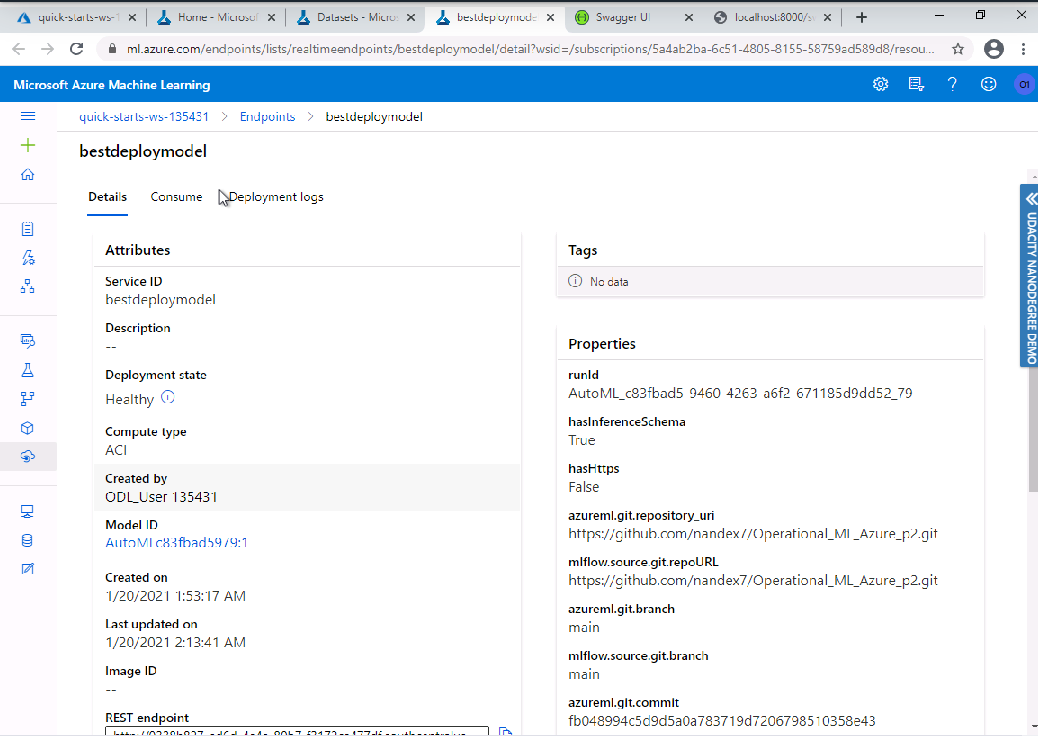 quick-starts-ws-1
Home - Microsof
Datasets - Micros
bestdeploymode
Swagger UI
localhost:8000/s
ml.azure.com/endpoints/lists/realtimeendpoints/bestdeploymodel/detail?wsid=/subscriptions/5a4ab2ba-6c51-4805-8155-58759ad589d8/resou...
Microsoft Azure Machine Learning
quick-starts-ws-135431 > Endpoints > bestdeploymodel
bestdeploymodel
Details
Consume
Deployment logs
Attributes
Service ID
bestdeploymodel
Description
--
Deployment state
Healthy
Compute type
ACI
Created by
ODL_User 135431
Model ID
AutoMLc83fbad5979:1
Created on
1/20/2021 1:53:17 AM
Last updated on
1/20/2021 2:13:41 AM
Image ID
--
REST endpoint
Tags
No data
Properties
runId
AutoML_c83fbad5-9460-4263-a6f2-671185d9dd52_79
hasInferenceSchema
True
hasHttps
False
azureml.git.repository_uri
https://github.com/nandex7/Operational_ML_Azure_p2.git
mlflow.source.git.repoURL
https://github.com/nandex7/Operational_ML_Azure_p2.git
azureml.git.branch
main
mlflow.source.git.branch
main
azureml.git.commit
fb048994c5d9d5a0a783719d7206798510358e43
UDACITY NANODEGREE DEMO